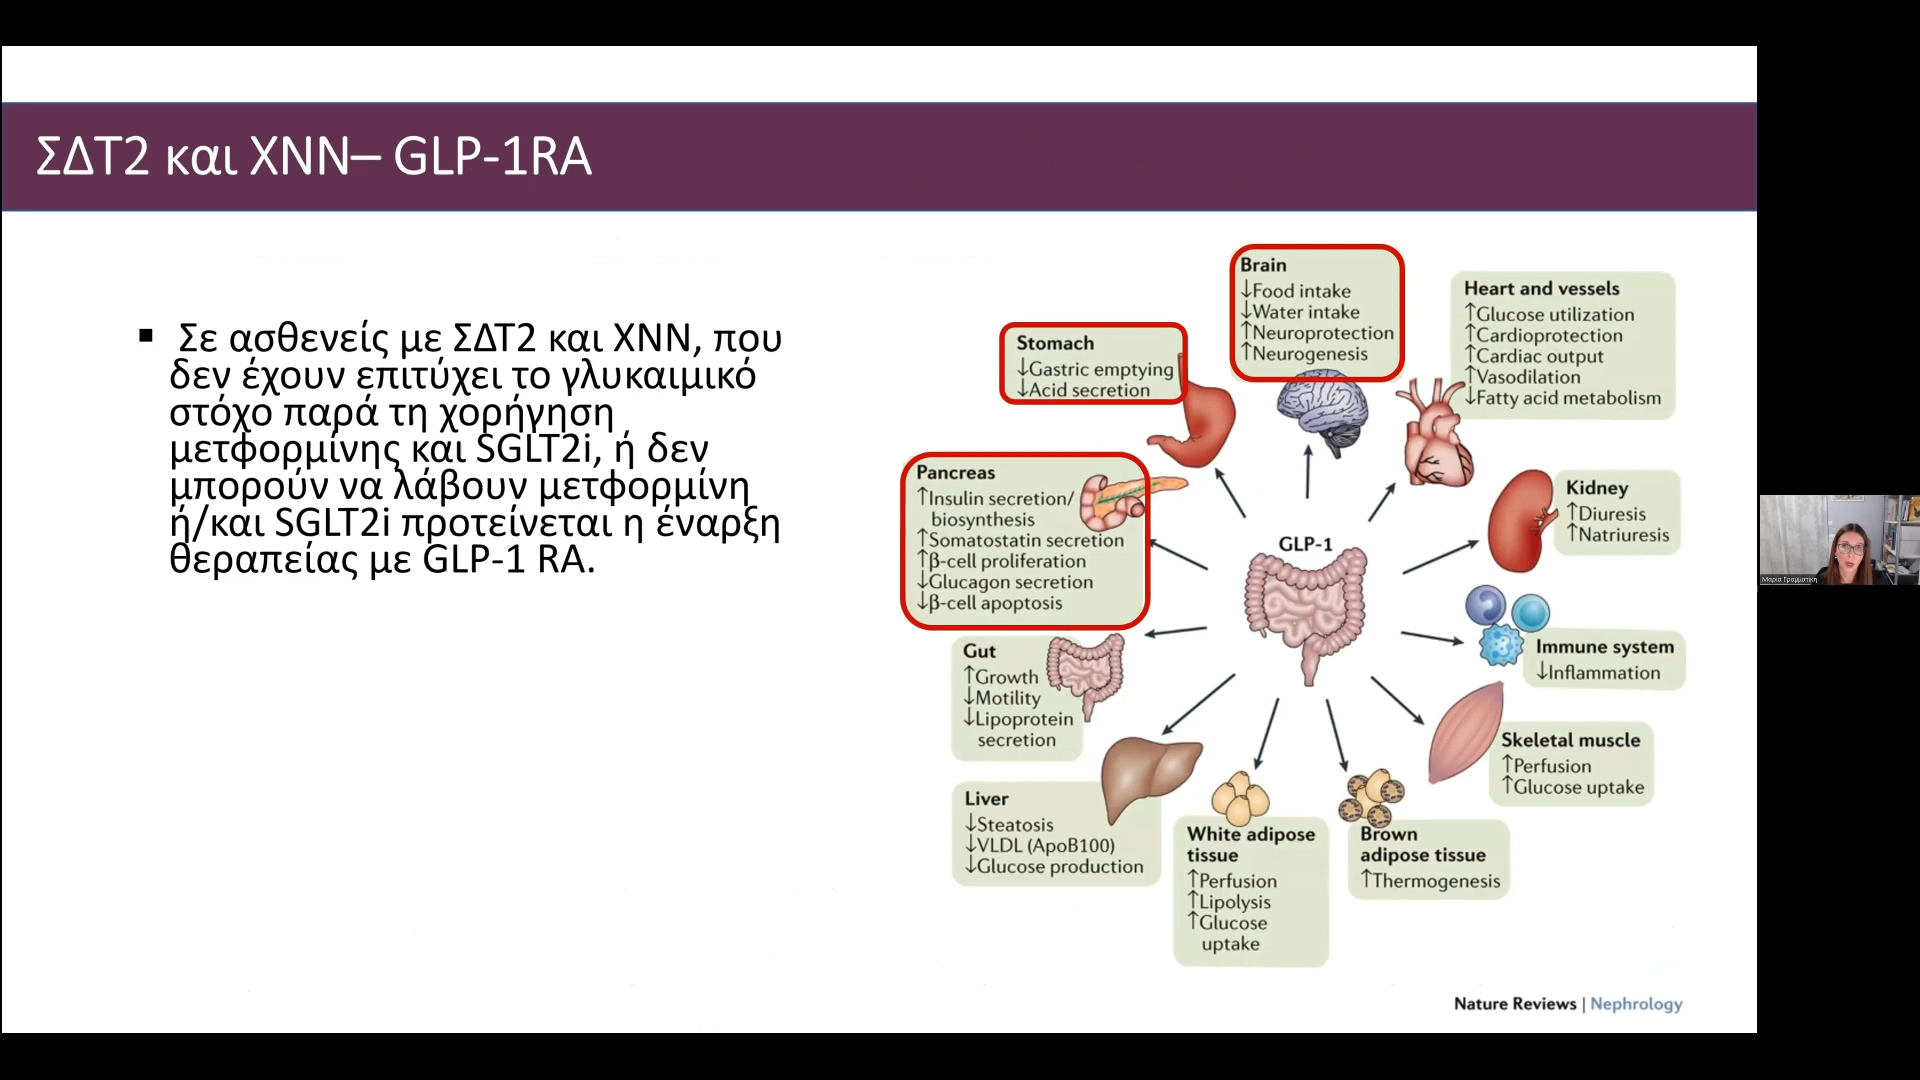 ΣΔΤ2 και ΧΝΝ– GLP-1RA
▪ Σε ασθενείς με ΣΔΤ2 και ΧΝΝ, που
δεν έχουν επιτύχει το γλυκαιμικό
στόχο παρά τη χορήγηση
μετφορμίνης και SGLT2i, ή δεν
μπορούν να λάβουν μετφορμίνη
ή/και SGLT2i προτείνεται η έναρξη
θεραπείας με GLP-1 RA.
Brain
↓Food intake
↓Water intake
↑Neuroprotection
↑Neurogenesis
Heart and vessels
↑Glucose utilization
↑Cardioprotection
↑Cardiac output
↑Vasodilation
↓Fatty acid metabolism
Stomach
↓Gastric emptying
↓Acid secretion
Pancreas
↑Insulin secretion/
biosynthesis
↑Somatostatin secretion
↑β-cell proliferation
↓Glucagon secretion
↓β-cell apoptosis
Kidney
↑Diuresis
↑Natriuresis
GLP-1
Gut
↑Growth
↓Motility
↓Lipoprotein
secretion
Immune system
↓Inflammation
Skeletal muscle
↑Perfusion
↑Glucose uptake
Liver
↓Steatosis
↓VLDL (ApoB100)
↓Glucose production
White adipose
tissue
↑Perfusion
↑Lipolysis
↑Glucose
uptake
Brown
adipose tissue
↑Thermogenesis
Nature Reviews | Nephrology
Μαρία Γραμματίκη